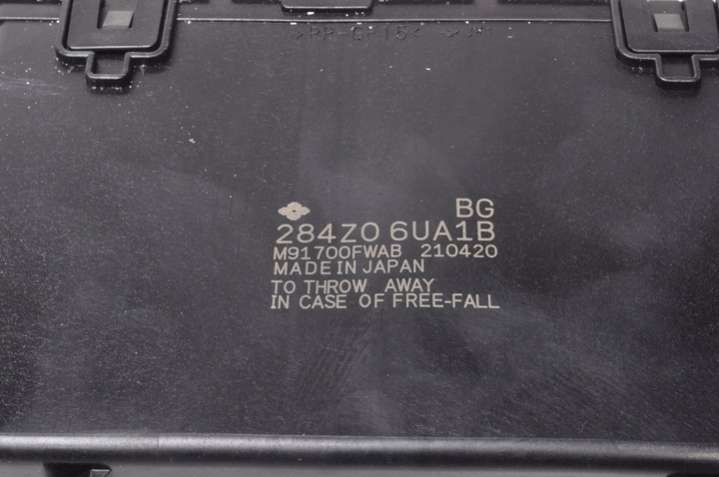 BG
284Z0 6UA1B
M91700FWAB 210420
MADE IN JAPAN
TO THROW AWAY
IN CASE OF FREE-FALL